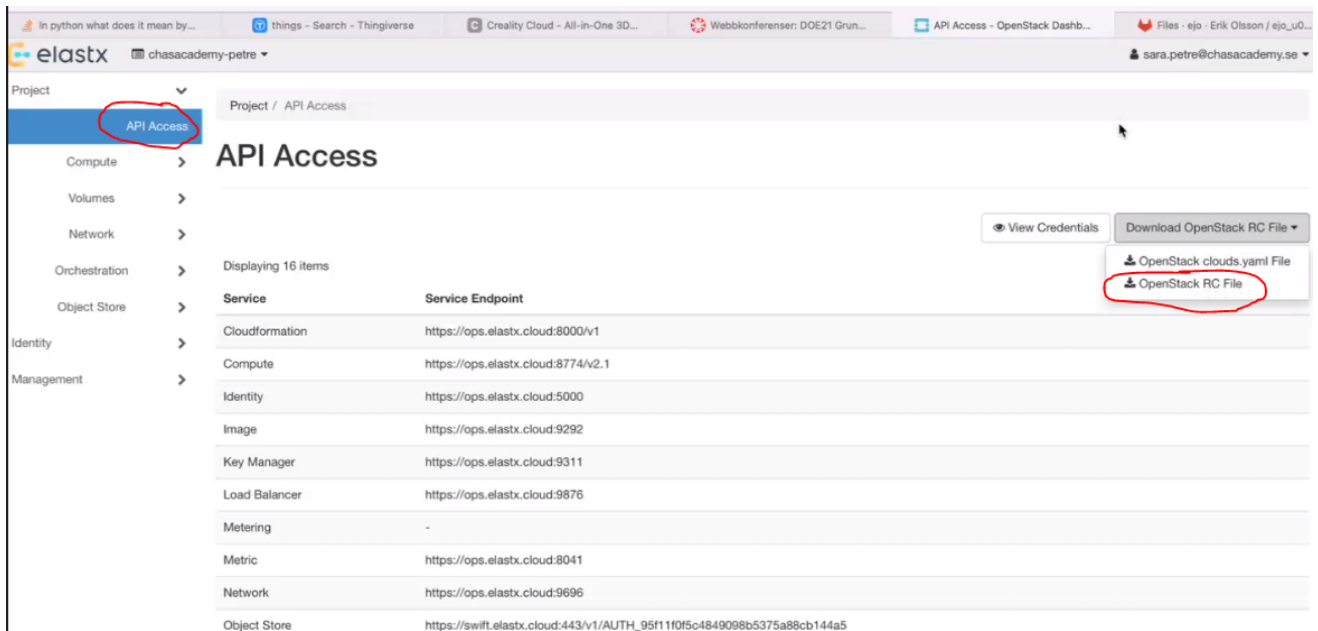 In python what does it mean by...
things - Search - Thingiverse
Creality Cloud - All-in-One 3D...
Webbkonferenser: DOE21 Grun...
API Access - OpenStack Dashb...
Files · ejo · Erik Olsson / ejo_u0...
elastx
chasacademy-petre
sara.petre@chasacademy.se
Project
API Access
Compute
Volumes
Network
Orchestration
Object Store
Identity
Management
Project / API Access
API Access
View Credentials
Download OpenStack RC File
OpenStack clouds.yaml File
OpenStack RC File
Displaying 16 items
Service Service Endpoint
Cloudformation https://ops.elastx.cloud:8000/v1
Compute https://ops.elastx.cloud:8774/v2.1
Identity https://ops.elastx.cloud:5000
Image https://ops.elastx.cloud:9292
Key Manager https://ops.elastx.cloud:9311
Load Balancer https://ops.elastx.cloud:9876
Metering -
Metric https://ops.elastx.cloud:8041
Network https://ops.elastx.cloud:9696
Object Store https://swift.elastx.cloud:443/v1/AUTH_95f11f0f5c4849098b5375a88cb144a5